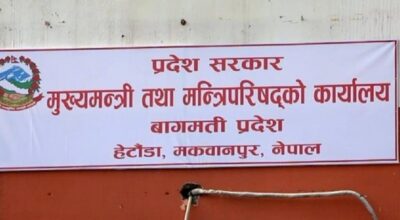 प्रदेश सरकार
मुख्यमन्त्री तथा मन्त्रिपरिषद्को कार्यालय
बागमती प्रदेश
हेटौंडा, मकवानपुर, नेपाल